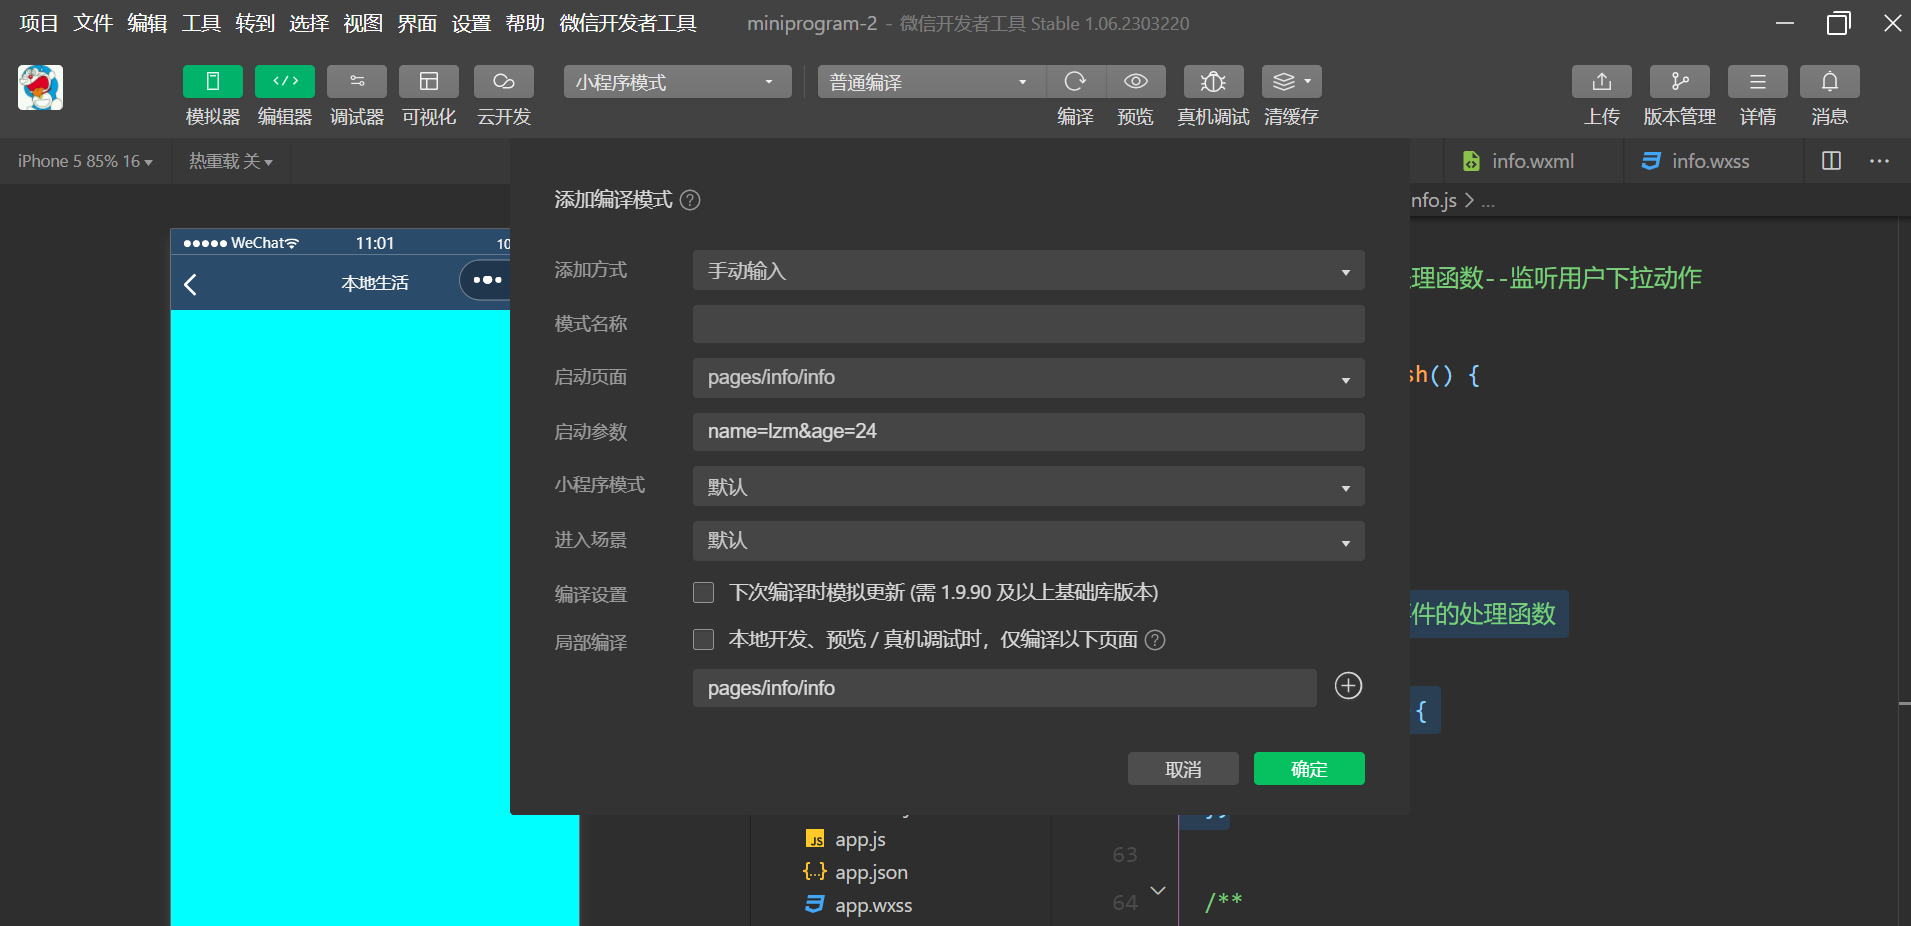 项目 文件 编辑 工具 转到 选择 视图 界面 设置 帮助 微信开发者工具 miniprogram-2 - 微信开发者工具 Stable 1.06.2303220
小程序模式 普通编译
模拟器 编辑器 调试器 可视化 云开发 编译 预览 真机调试 清缓存 上传 版本管理 详情 消息
iPhone 5 85% 16 热重载 关 info.wxml info.wxss
nfo.js > ...
WeChat 11:01 10
本地生活
添加编译模式
添加方式 手动输入
模式名称
启动页面 pages/info/info
启动参数 name=lzm&age=24
小程序模式 默认
进入场景 默认
编译设置 下次编译时模拟更新 (需 1.9.90 及以上基础库版本)
局部编译 本地开发、预览 / 真机调试时，仅编译以下页面
pages/info/info
取消 确定
理函数--监听用户下拉动作
sh() {
件的处理函数
{
JS app.js
{..} app.json
app.wxss
63
64 /**